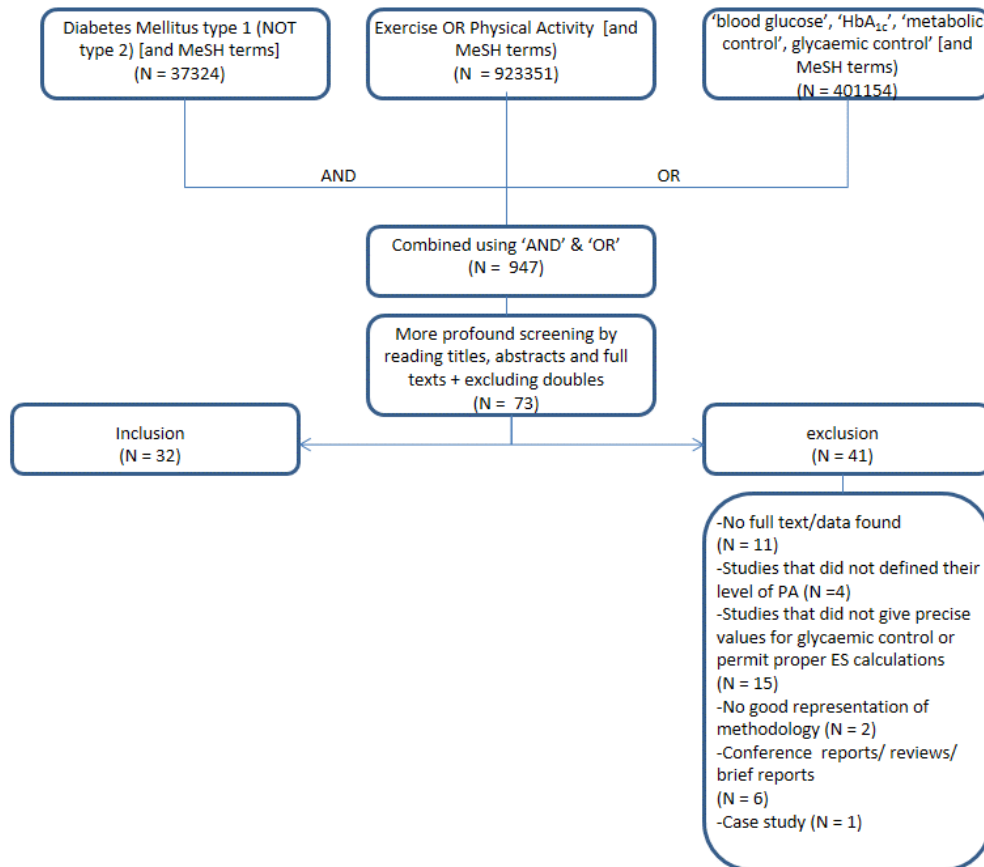 Diabetes Mellitus type 1 (NOT
type 2) [and MeSH terms]
(N = 37324)
Exercise OR Physical Activity [and
MeSH terms)
(N = 923351)
‘blood glucose’, ‘HbA1c’, ‘metabolic
control’, glycaemic control’ [and
MeSH terms)
(N = 401154)
AND
OR
Combined using ‘AND’ & ‘OR’
(N = 947)
More profound screening by
reading titles, abstracts and full
texts + excluding doubles
(N = 73)
Inclusion
(N = 32)
exclusion
(N = 41)
-No full text/data found
(N = 11)
-Studies that did not defined their
level of PA (N =4)
-Studies that did not give precise
values for glycaemic control or
permit proper ES calculations
(N = 15)
-No good representation of
methodology (N = 2)
-Conference reports/ reviews/
brief reports
(N = 6)
-Case study (N = 1)